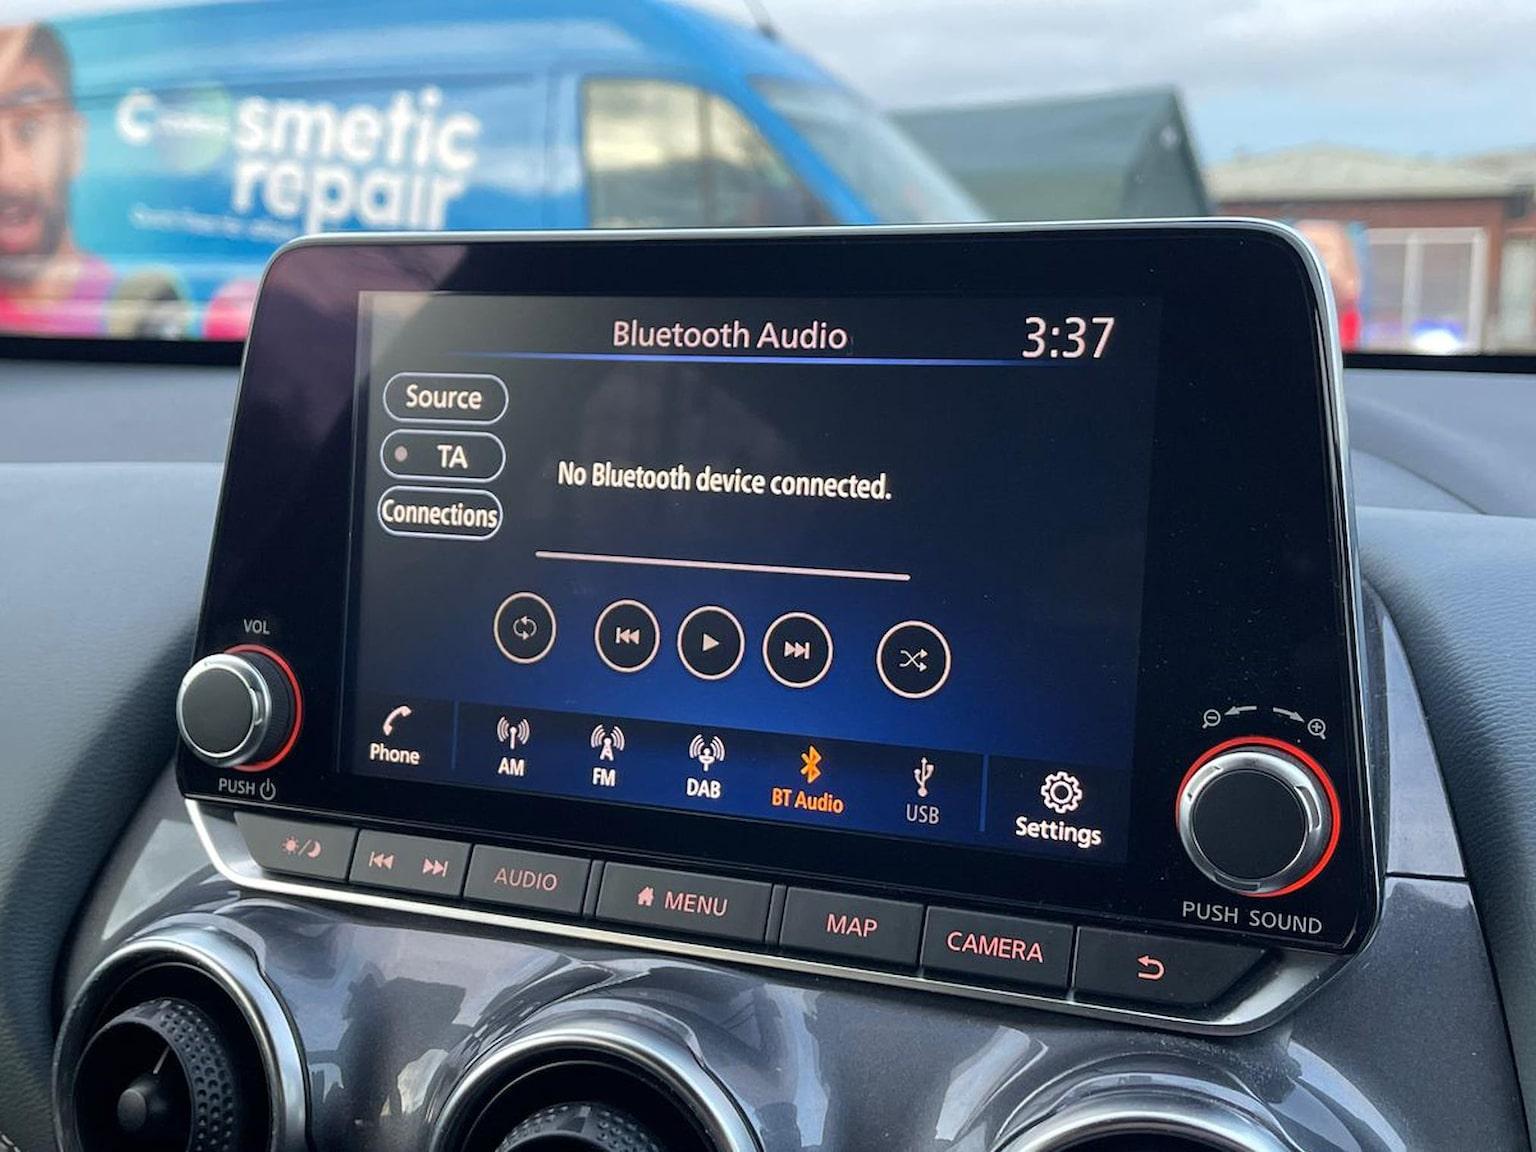 smetic
repair
Bluetooth Audio
3:37
Source
TA
Connections
No Bluetooth device connected.
VOL
PUSH
Phone
AM
FM
DAB
BT Audio
USB
Settings
PUSH SOUND
AUDIO
MENU
MAP
CAMERA